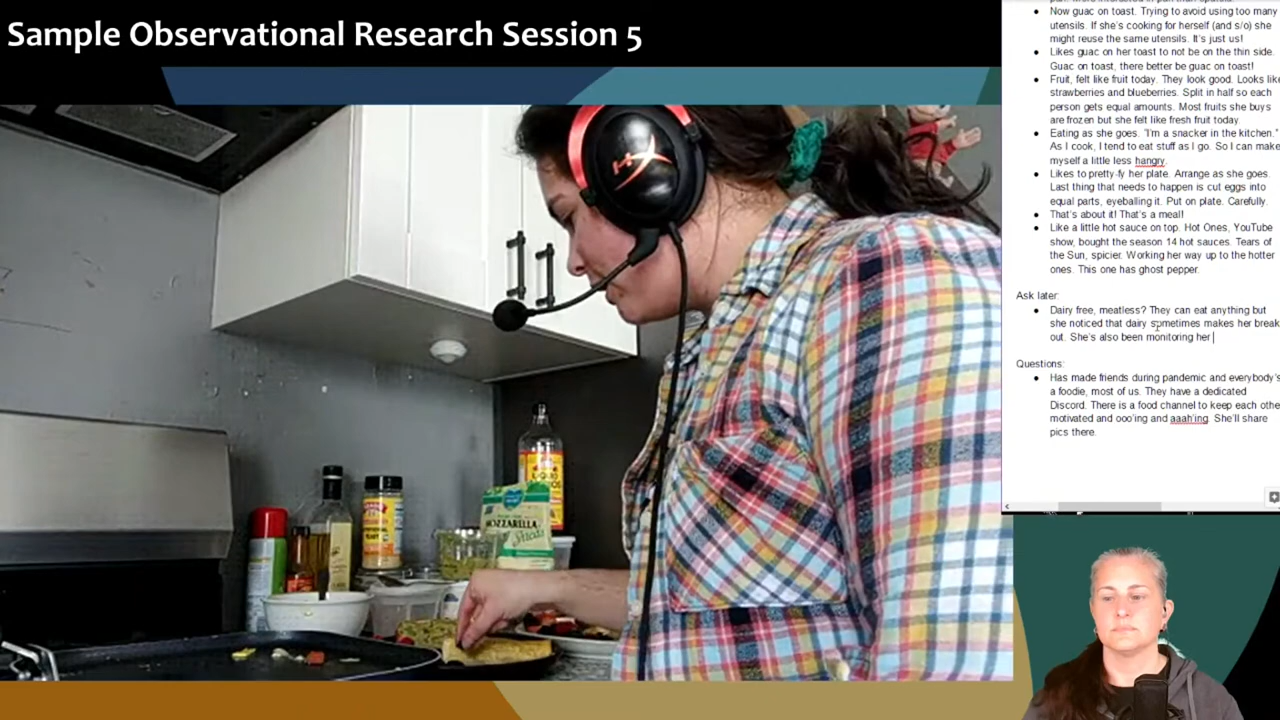 Sample Observational Research Session 5
Now guac on toast. Trying to avoid using too many
utensils. If she's cooking for herself (and s/o) she
might reuse the same utensils. It's just us!
Likes guac on her toast to not be on the thin side.
Guac on toast, there better be guac on toast!
Fruit, felt like fruit today. They look good. Looks like
strawberries and blueberries. Split in half so each
person gets equal amounts. Most fruits she buys
are frozen but she felt like fresh fruit today.
Eating as she goes. "I'm a snacker in the kitchen."
As I cook, I tend to eat stuff as I go. So I can make
myself a little less hangry.
Likes to pretty-fy her plate. Arrange as she goes.
Last thing that needs to happen is cut eggs into
equal parts, eyeballing it. Put on plate. Carefully.
That's about it! That's a meal!
Like a little hot sauce on top. Hot Ones, YouTube
show, bought the season 14 hot sauces. Tears of
the Sun, spicier. Working her way up to the hotter
ones. This one has ghost pepper.
Ask later:
Dairy free, meatless? They can eat anything but
she noticed that dairy sometimes makes her break
out. She's also been monitoring her
Questions:
Has made friends during pandemic and everybody's
a foodie, most of us. They have a dedicated
Discord. There is a food channel to keep each othe
motivated and ooo'ing and aaah'ing. She'll share
pics there.
HX
LIQUID
MOZZARELLA
Shreds